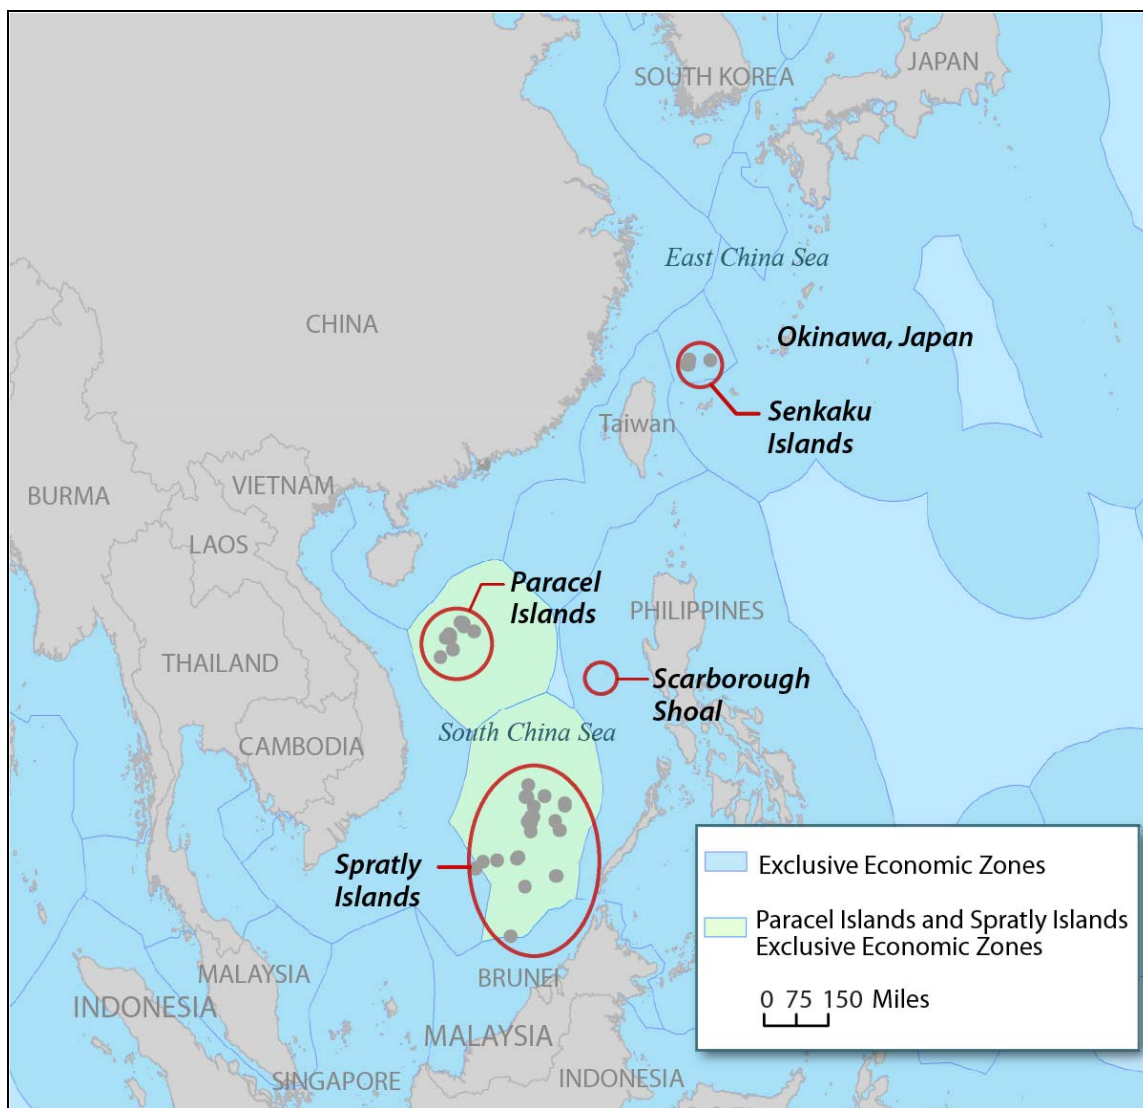 SOUTH KOREA
JAPAN
East China Sea
CHINA
Okinawa, Japan
Senkaku
Islands
Taiwan
VIETNAM
BURMA
LAOS
Paracel
Islands
PHILIPPINES
THAILAND
Scarborough
Shoal
South China Sea
CAMBODIA
Spratly
Islands
Exclusive Economic Zones
Paracel Islands and Spratly Islands
Exclusive Economic Zones
0 75 150 Miles
MALAYSIA
BRUNEI
INDONESIA
MALAYSIA
SINGAPORE
INDONESIA